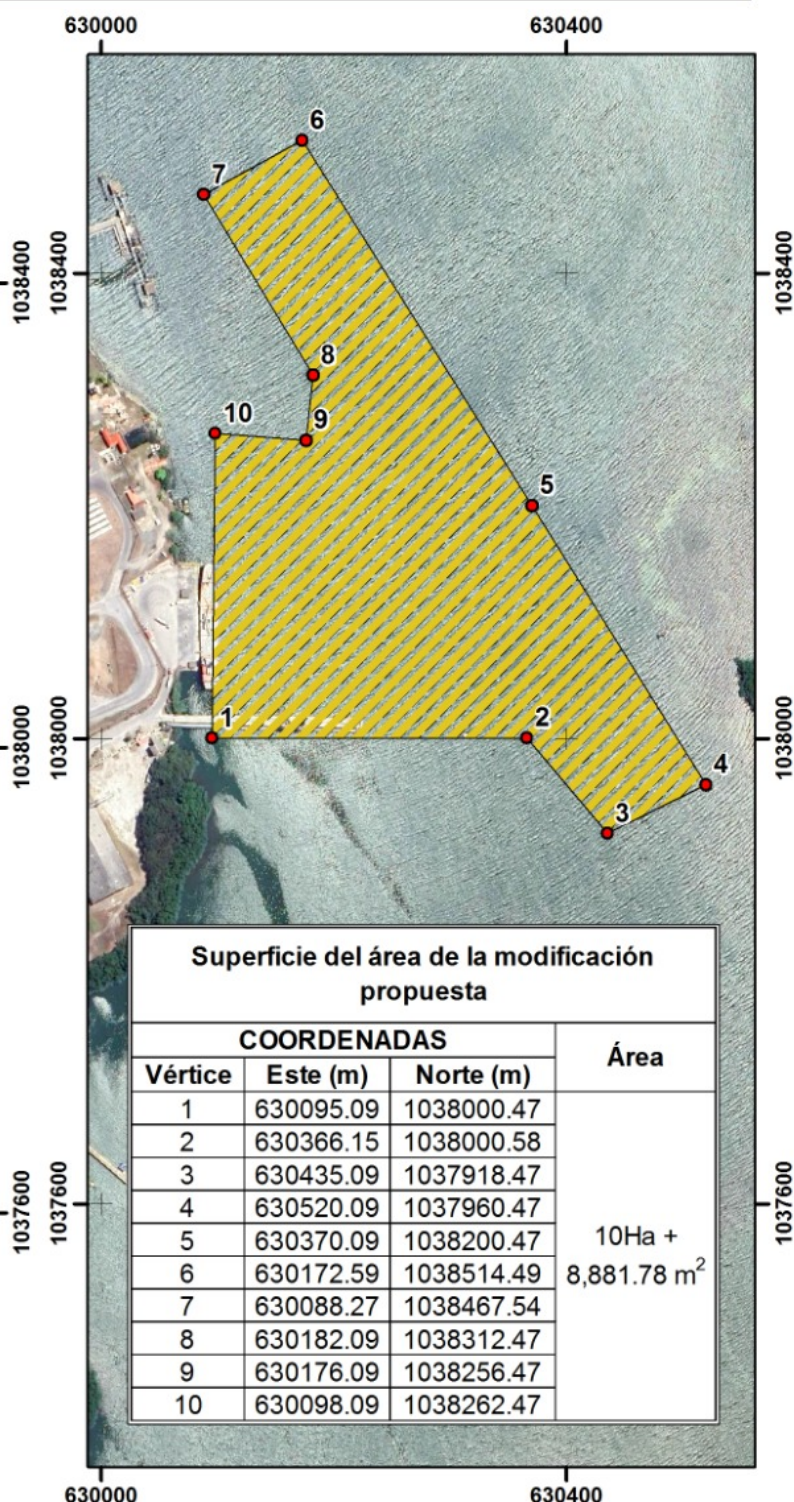 630000 630400
6
7
1038400 1038400 1038400
8
10 9
5
1 2
1038000 1038000 1038000
4
3
Superficie del área de la modificación
propuesta
COORDENADAS Área
Vértice Este (m) Norte (m)
1 630095.09 1038000.47
2 630366.15 1038000.58
3 630435.09 1037918.47
4 630520.09 1037960.47
5 630370.09 1038200.47
6 630172.59 1038514.49
7 630088.27 1038467.54
8 630182.09 1038312.47
9 630176.09 1038256.47
10 630098.09 1038262.47
10Ha +
8,881.78 m²
1037600 1037600 1037600
630000 630400